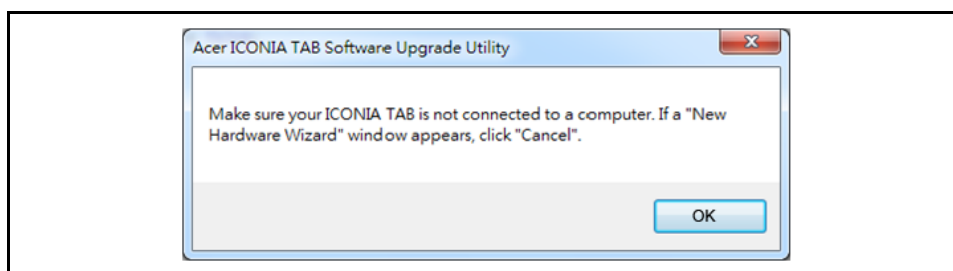 Acer ICONIA TAB Software Upgrade Utility
Make sure your ICONIA TAB is not connected to a computer. If a "New
Hardware Wizard" window appears, click "Cancel".
OK